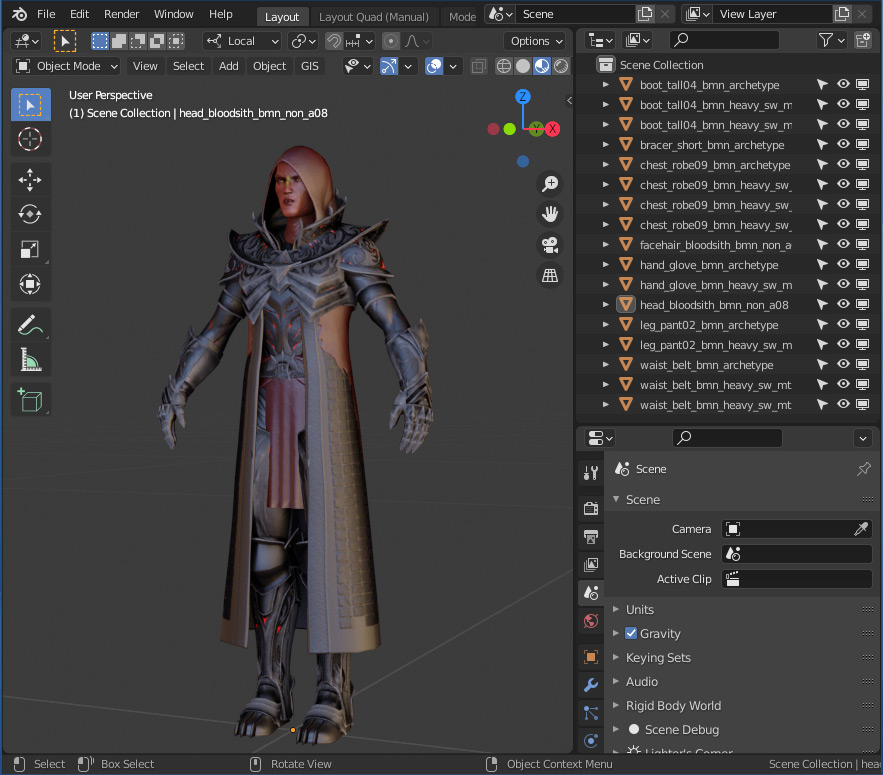 File Edit Render Window Help Layout Layout Quad (Manual) Mode Scene View Layer
Local Options
Object Mode View Select Add Object GIS
User Perspective
(1) Scene Collection | head_bloodsith_bmn_non_a08
Z
Y X
Scene Collection
boot_tall04_bmn_archetype
boot_tall04_bmn_heavy_sw_m
boot_tall04_bmn_heavy_sw_m
bracer_short_bmn_archetype
chest_robe09_bmn_archetype
chest_robe09_bmn_heavy_sw_
chest_robe09_bmn_heavy_sw_
chest_robe09_bmn_heavy_sw_
facehair_bloodsith_bmn_non_a
hand_glove_bmn_archetype
hand_glove_bmn_heavy_sw_m
head_bloodsith_bmn_non_a08
leg_pant02_bmn_archetype
leg_pant02_bmn_heavy_sw_m
waist_belt_bmn_archetype
waist_belt_bmn_heavy_sw_mt
waist_belt_bmn_heavy_sw_mt
Scene
Scene
Camera
Background Scene
Active Clip
Units
Gravity
Keying Sets
Audio
Rigid Body World
Scene Debug
Lighter's Corner
Select Box Select Rotate View Object Context Menu Scene Collection | hea